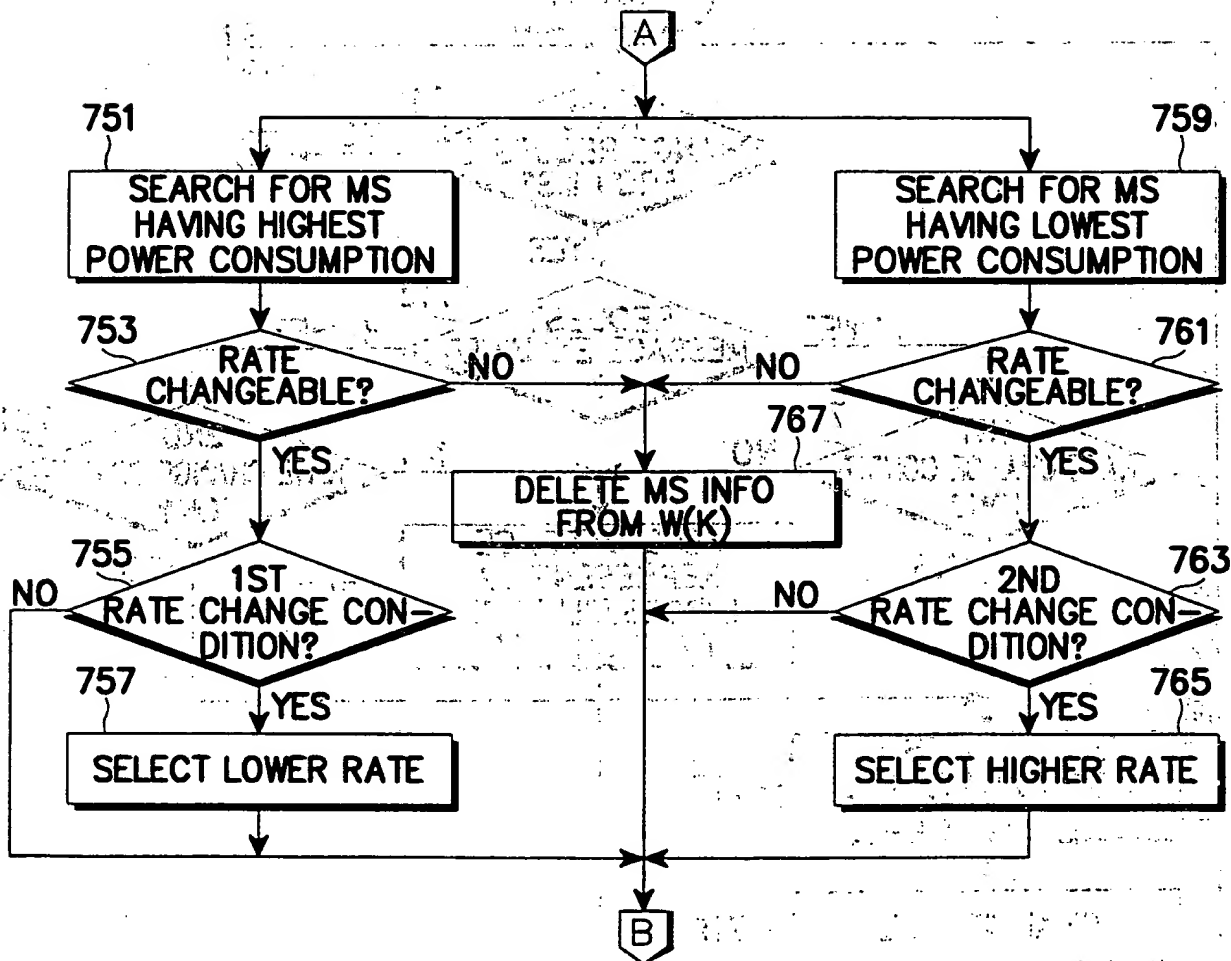 A
751
SEARCH FOR MS
HAVING HIGHEST
POWER CONSUMPTION
759
SEARCH FOR MS
HAVING LOWEST
POWER CONSUMPTION
753
RATE
CHANGEABLE?
NO
YES
761
RATE
CHANGEABLE?
NO
YES
767
DELETE MS INFO
FROM W(K)
755
1ST
RATE CHANGE CON-
DITION?
NO
YES
763
2ND
RATE CHANGE CON-
DITION?
NO
YES
757
SELECT LOWER RATE
765
SELECT HIGHER RATE
B